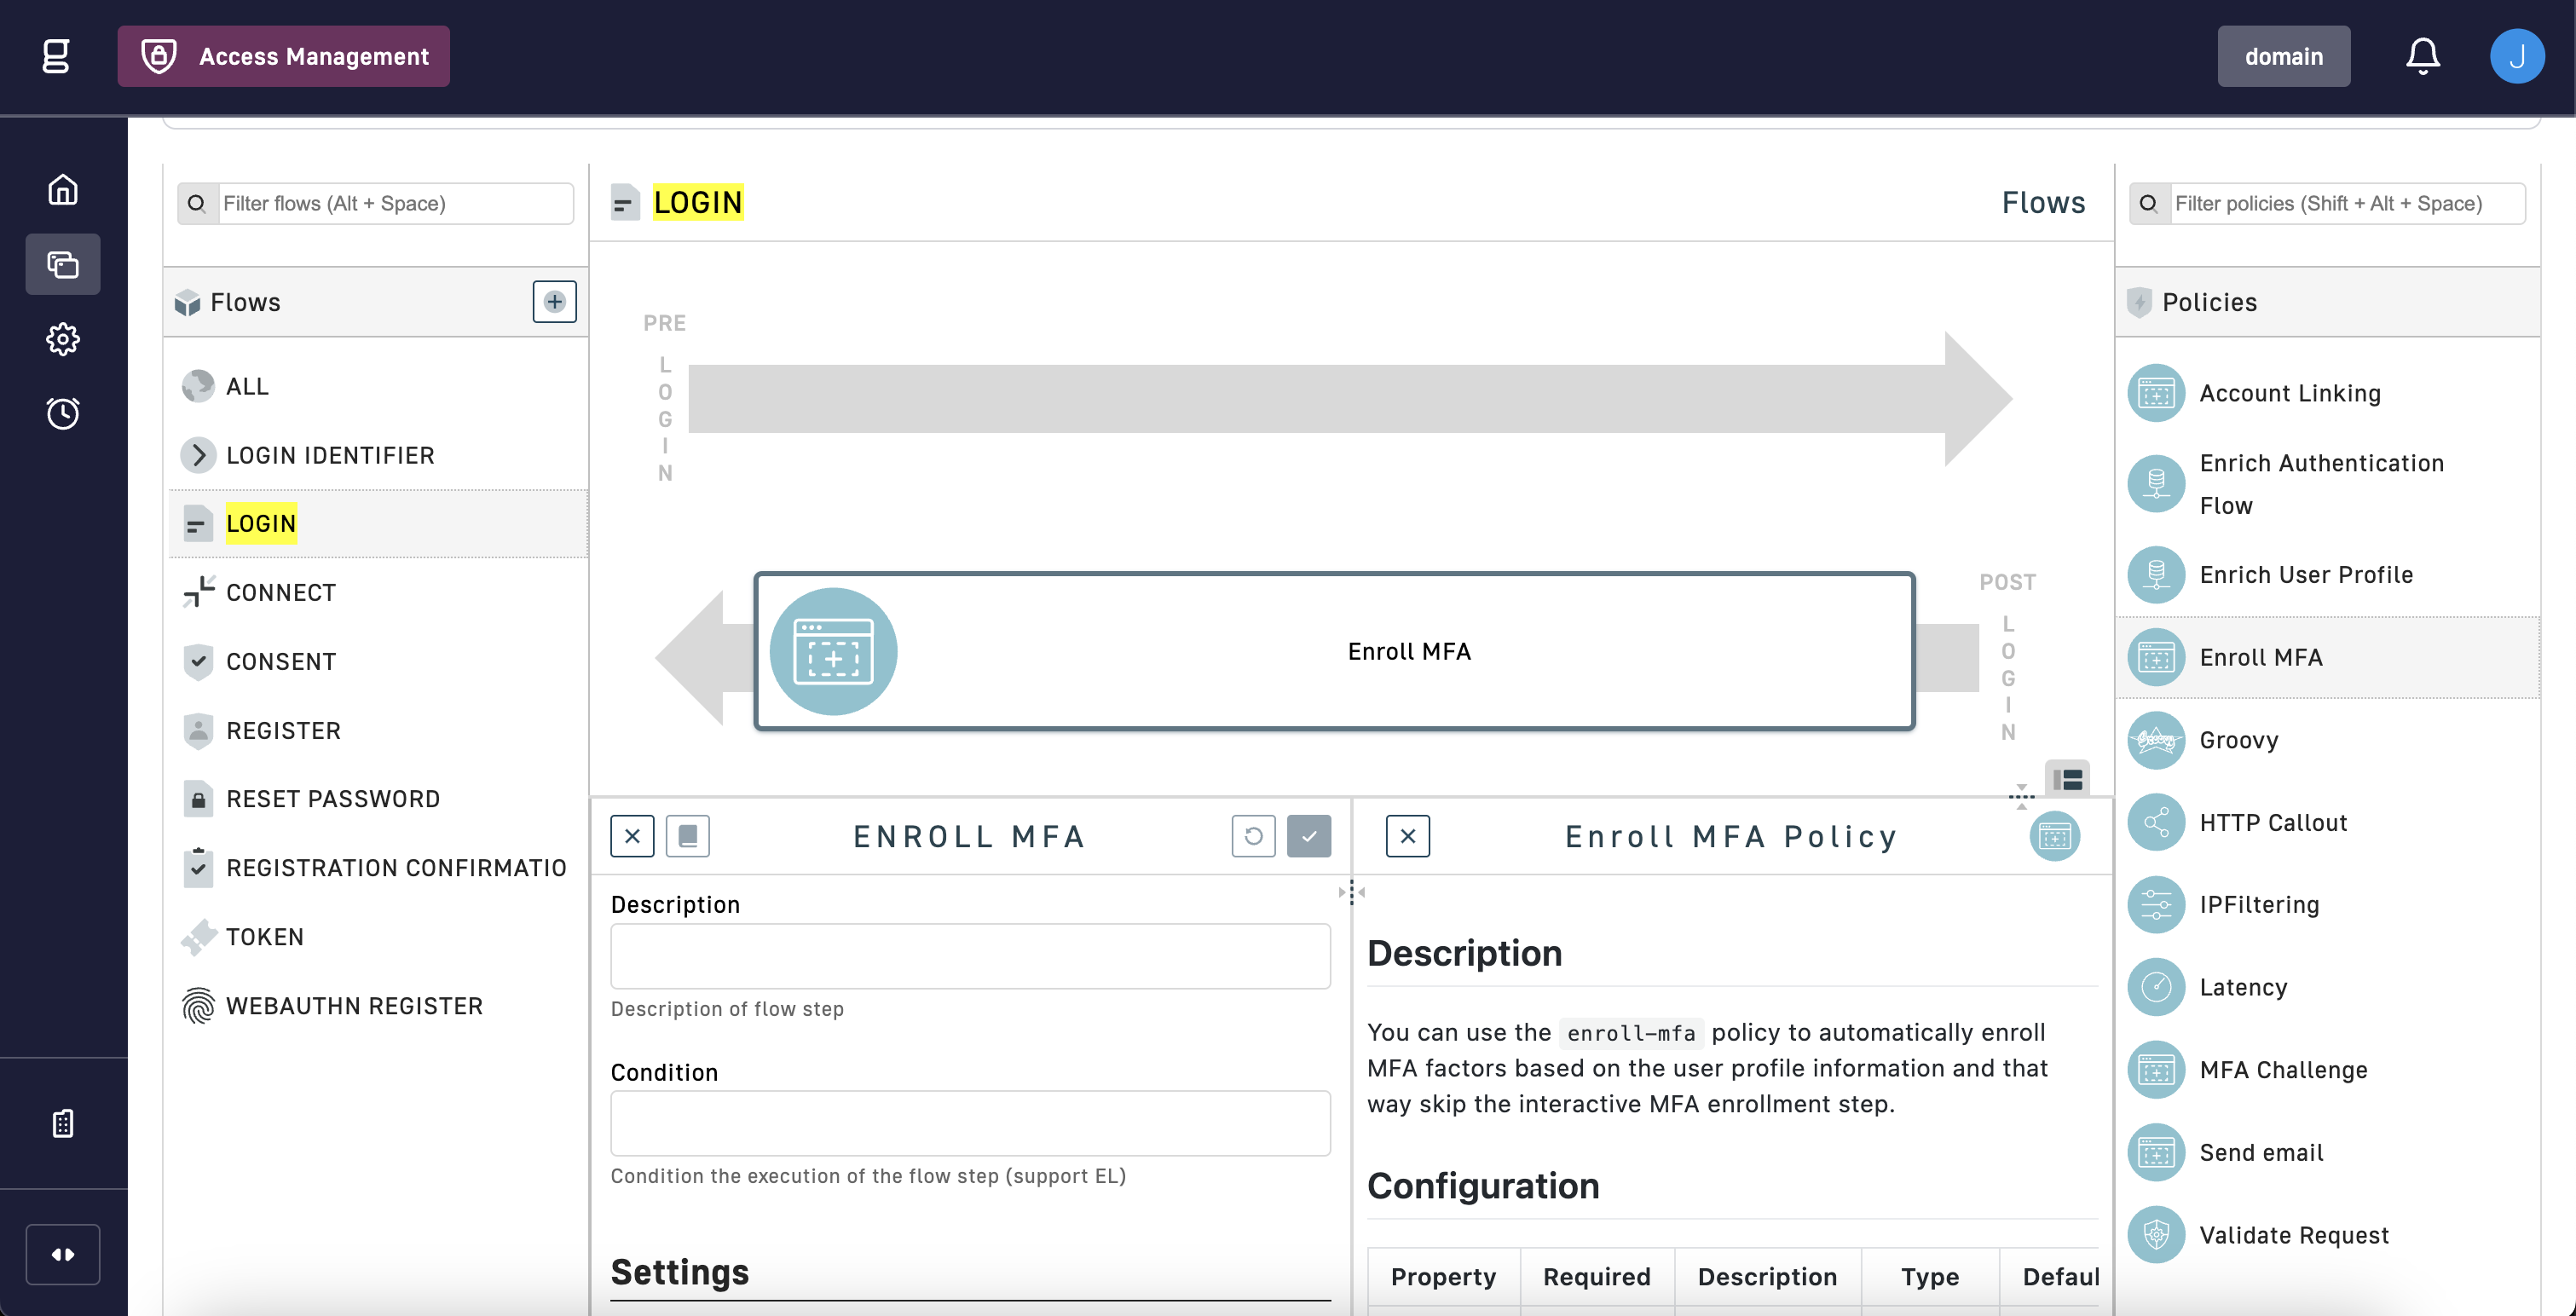 g
Access Management
domain
J
Filter flows (Alt + Space)
Flows
ALL
LOGIN IDENTIFIER
LOGIN
CONNECT
CONSENT
REGISTER
RESET PASSWORD
REGISTRATION CONFIRMATIO
TOKEN
WEBAUTHN REGISTER
LOGIN
Flows
PRE
LOGIN
Enroll MFA
POST
LOGIN
ENROLL MFA
Description
Description of flow step
Condition
Condition the execution of the flow step (support EL)
Settings
Enroll MFA Policy
Description
You can use the enroll-mfa policy to automatically enroll
MFA factors based on the user profile information and that
way skip the interactive MFA enrollment step.
Configuration
Property Required Description Type Defaul
Filter policies (Shift + Alt + Space)
Policies
Account Linking
Enrich Authentication
Flow
Enrich User Profile
Enroll MFA
Groovy
HTTP Callout
IPFiltering
Latency
MFA Challenge
Send email
Validate Request